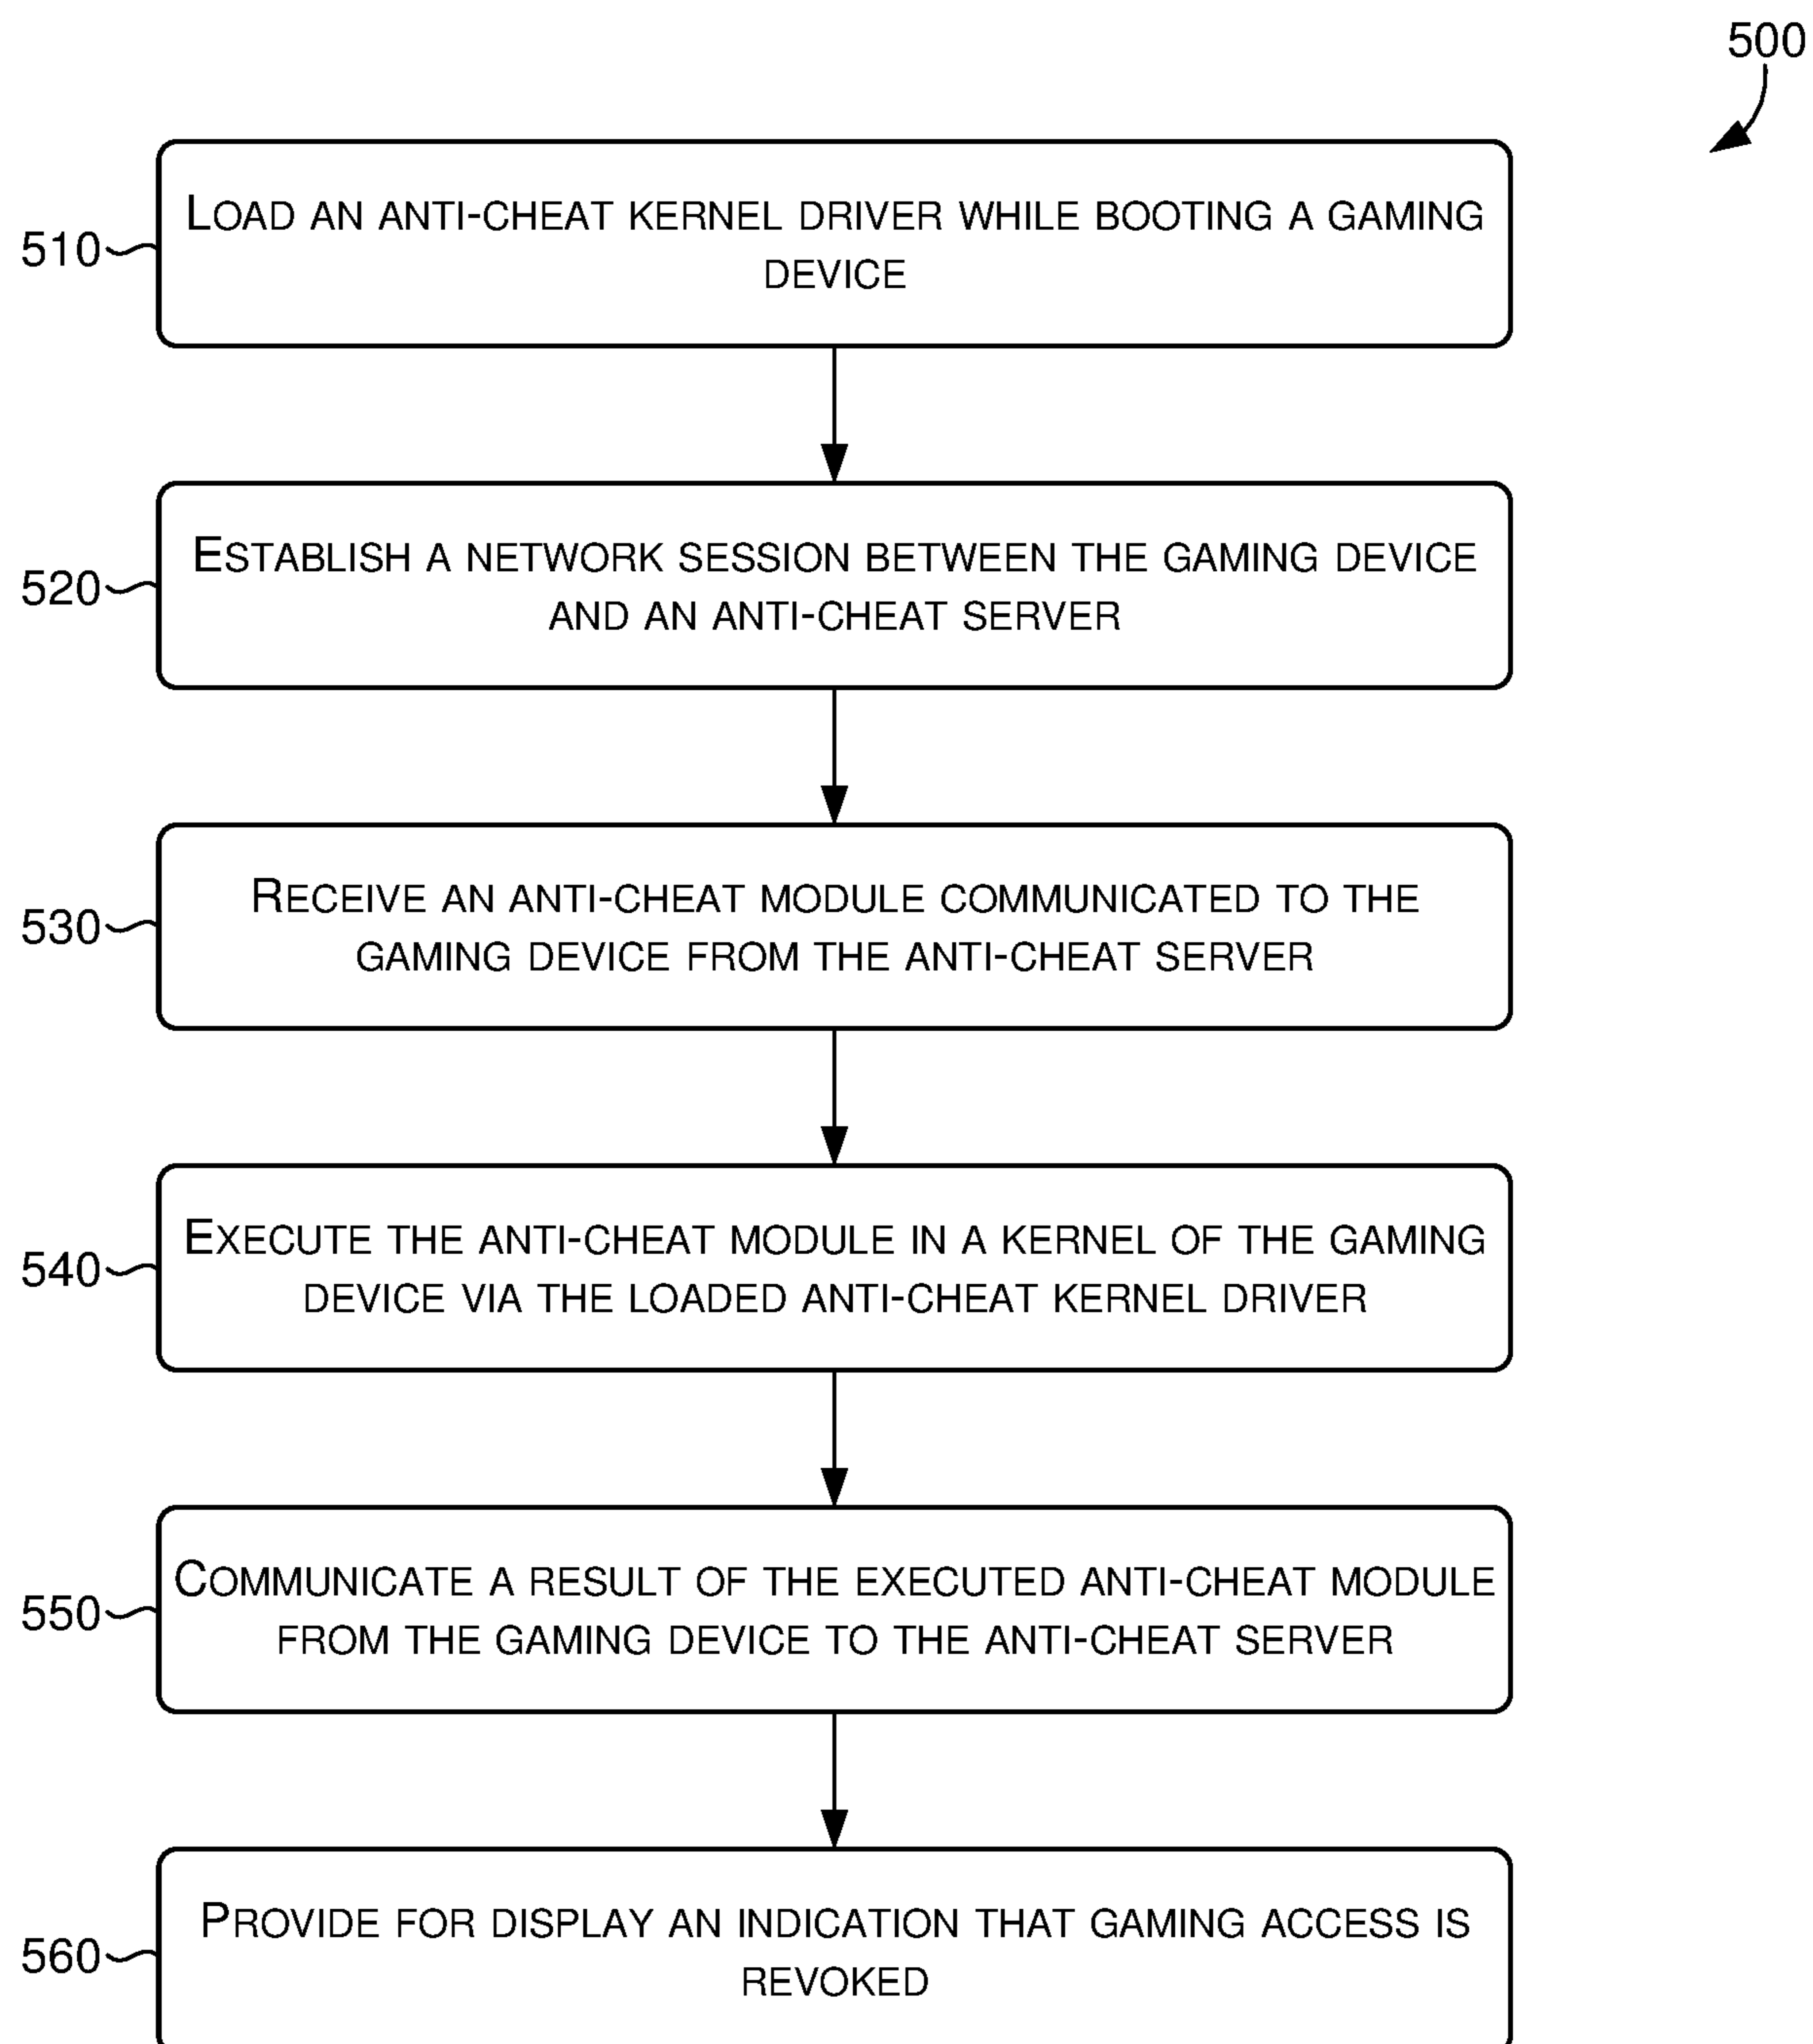 500
510
LOAD AN ANTI-CHEAT KERNEL DRIVER WHILE BOOTING A GAMING
DEVICE
520
ESTABLISH A NETWORK SESSION BETWEEN THE GAMING DEVICE
AND AN ANTI-CHEAT SERVER
530
RECEIVE AN ANTI-CHEAT MODULE COMMUNICATED TO THE
GAMING DEVICE FROM THE ANTI-CHEAT SERVER
540
EXECUTE THE ANTI-CHEAT MODULE IN A KERNEL OF THE GAMING
DEVICE VIA THE LOADED ANTI-CHEAT KERNEL DRIVER
550
COMMUNICATE A RESULT OF THE EXECUTED ANTI-CHEAT MODULE
FROM THE GAMING DEVICE TO THE ANTI-CHEAT SERVER
560
PROVIDE FOR DISPLAY AN INDICATION THAT GAMING ACCESS IS
REVOKED